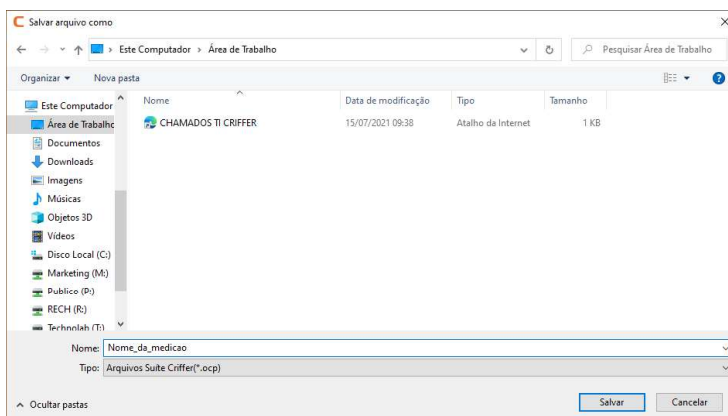 Salvar arquivo como
Este Computador > Área de Trabalho
Pesquisar Área de Trabalho
Organizar
Nova pasta
Nome
Data de modificação
Tipo
Tamanho
CHAMADOS TI CRIFFER
15/07/2021 09:38
Atalho da Internet
1 KB
Este Computador
Área de Trabalho
Documentos
Downloads
Imagens
Músicas
Objetos 3D
Vídeos
Disco Local (C:)
Marketing (M:)
Publico (P:)
RECH (R:)
Technolab (T:)
Nome: Nome_da_medicao
Tipo: Arquivos Suíte Criffer(*.ocp)
Ocultar pastas
Salvar
Cancelar